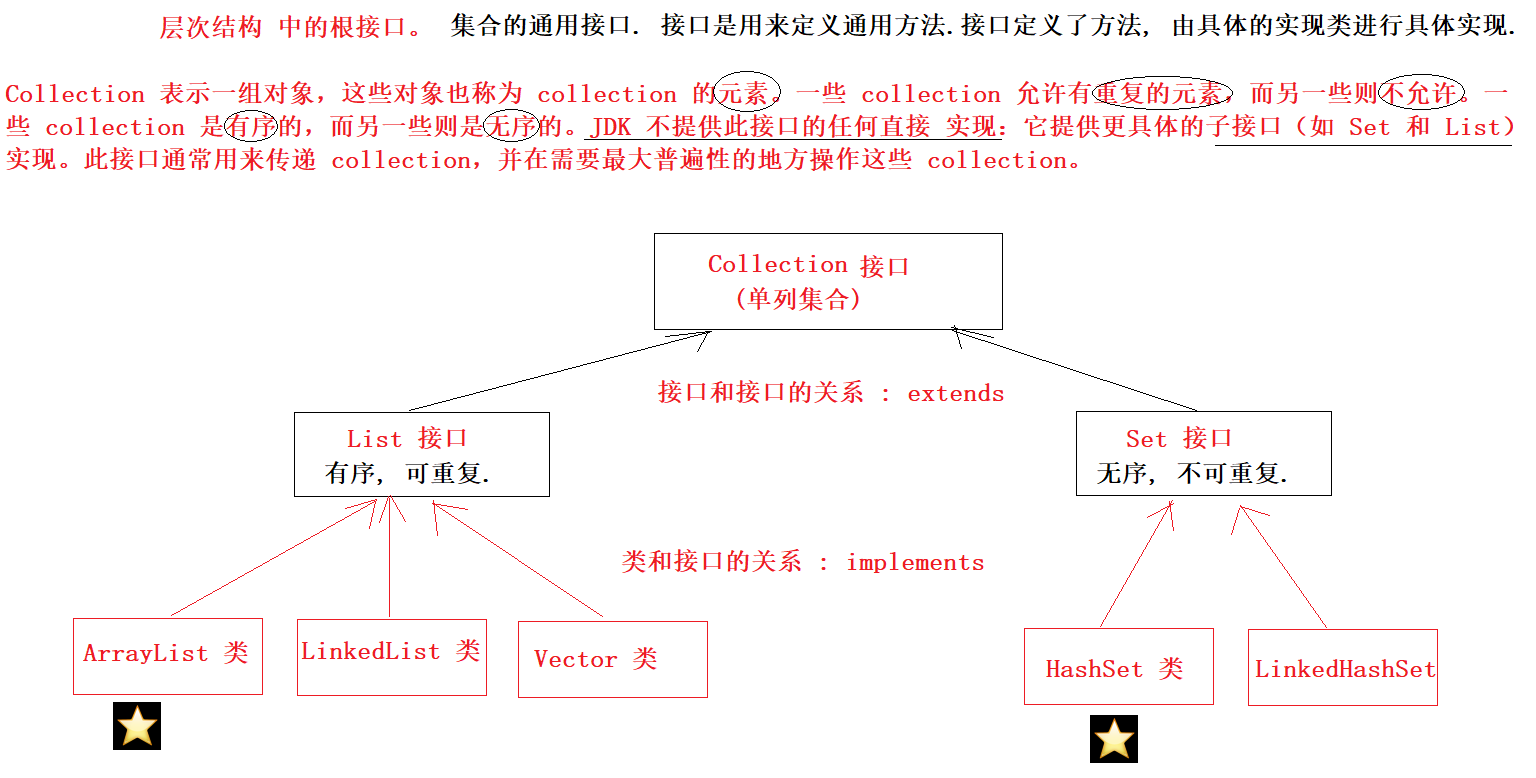 层次结构 中的根接口。 集合的通用接口. 接口是用来定义通用方法.接口定义了方法, 由具体的实现类进行具体实现.
Collection 表示一组对象，这些对象也称为 collection 的元素。一些 collection 允许有重复的元素，而另一些则不允许。一
些 collection 是有序的，而另一些则是无序的。JDK 不提供此接口的任何直接 实现：它提供更具体的子接口（如 Set 和 List）
实现。此接口通常用来传递 collection，并在需要最大普遍性的地方操作这些 collection。
Collection 接口
(单列集合)
接口和接口的关系 : extends
List 接口
有序, 可重复.
Set 接口
无序, 不可重复.
类和接口的关系 : implements
ArrayList 类
LinkedList 类
Vector 类
HashSet 类
LinkedHashSet